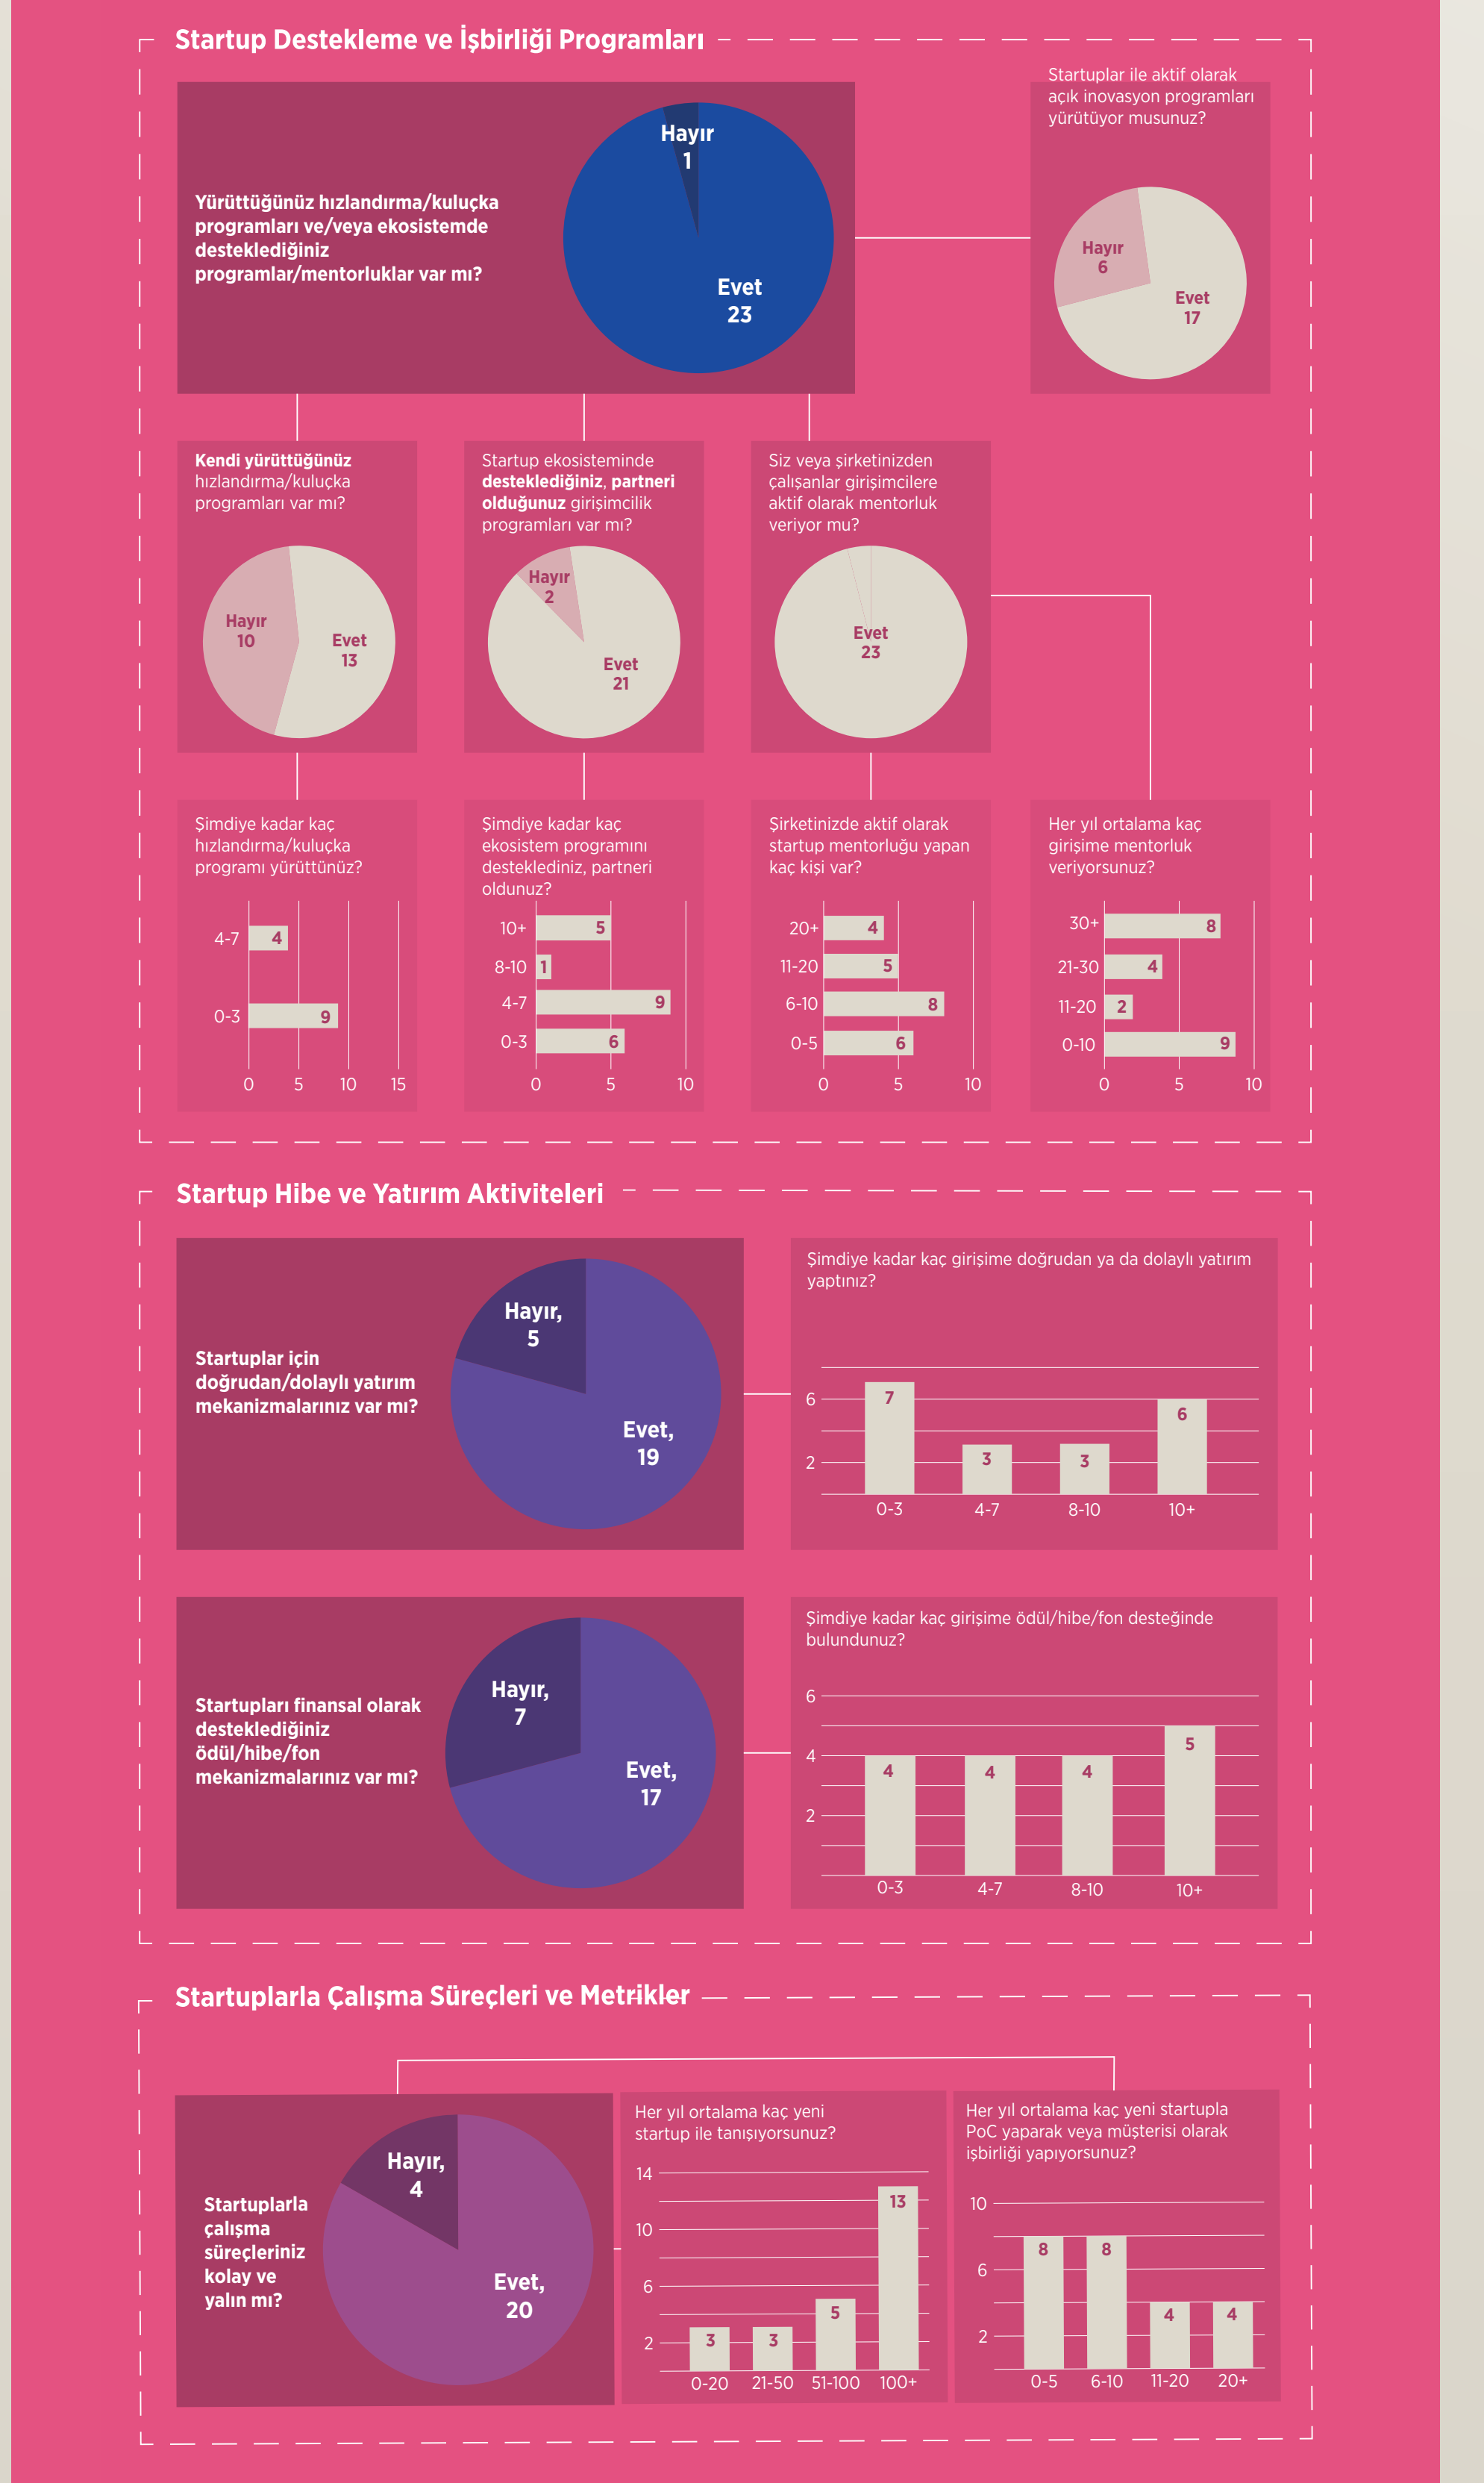 Startup Destekleme ve İşbirliği Programları
Yürüttüğünüz hızlandırma/kuluçka
programları ve/veya ekosistemde
desteklediğiniz
programlar/mentorluklar var mı?
Hayır
1
Evet
23
Startuplar ile aktif olarak
açık inovasyon programları
yürütüyor musunuz?
Hayır
6
Evet
17
Kendi yürüttüğünüz
hızlandırma/kuluçka
programları var mı?
Hayır
10
Evet
13
Startup ekosisteminde
desteklediğiniz, partneri
olduğunuz girişimcilik
programları var mı?
Hayır
2
Evet
21
Siz veya şirketinizden
çalışanlar girişimcilere
aktif olarak mentorluk
veriyor mu?
Evet
23
Şimdiye kadar kaç
hızlandırma/kuluçka
programı yürüttünüz?
4-7 4
0-3 9
0 5 10 15
Şimdiye kadar kaç
ekosistem programını
desteklediniz, partneri
oldunuz?
10+ 5
8-10 1
4-7 9
0-3 6
0 5 10
Şirketinizde aktif olarak
startup mentorluğu yapan
kaç kişi var?
20+ 4
11-20 5
6-10 8
0-5 6
0 5 10
Her yıl ortalama kaç
girişime mentorluk
veriyorsunuz?
30+ 8
21-30 4
11-20 2
0-10 9
0 5 10
Startup Hibe ve Yatırım Aktiviteleri
Startuplar için
doğrudan/dolaylı yatırım
mekanizmalarınız var mı?
Hayır,
5
Evet,
19
Şimdiye kadar kaç girişime doğrudan ya da dolaylı yatırım
yaptınız?
6
2
7 3 3 6
0-3 4-7 8-10 10+
Startupları finansal olarak
desteklediğiniz
ödül/hibe/fon
mekanizmalarınız var mı?
Hayır,
7
Evet,
17
Şimdiye kadar kaç girişime ödül/hibe/fon desteğinde
bulundunuz?
6
4
2
4 4 4 5
0-3 4-7 8-10 10+
Startuplarla Çalışma Süreçleri ve Metrikler
Startuplarla
çalışma
süreçleriniz
kolay ve
yalın mı?
Hayır,
4
Evet,
20
Her yıl ortalama kaç yeni
startup ile tanışıyorsunuz?
14
10
6
2
3 3 5 13
0-20 21-50 51-100 100+
Her yıl ortalama kaç yeni startupla
PoC yaparak veya müşterisi olarak
işbirliği yapıyorsunuz?
10
6
2
8 8 4 4
0-5 6-10 11-20 20+